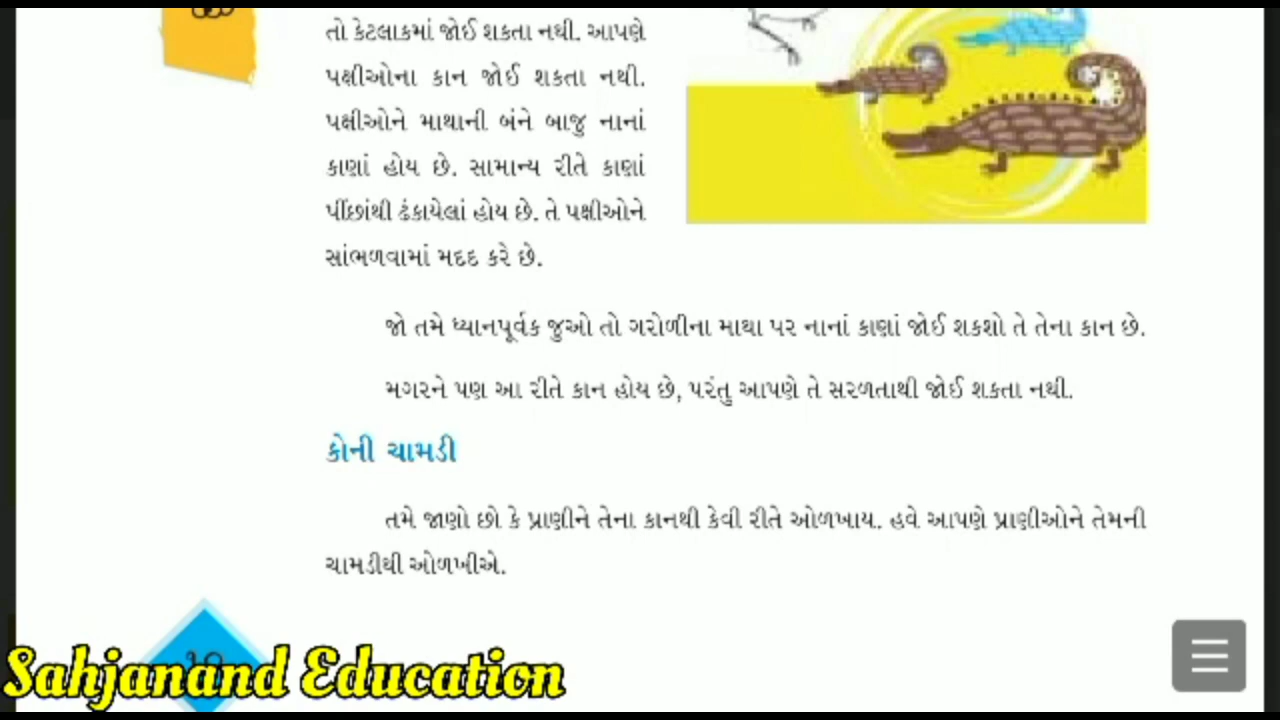 તો કેટલાકમાં જોઈ શકતા નથી. આપણે
પક્ષીઓના કાન જોઈ શકતા નથી.
પક્ષીઓને માથાની બંને બાજુ નાનાં
કાણાં હોય છે. સામાન્ય રીતે કાણાં
પીંછાંથી ઢંકાયેલાં હોય છે. તે પક્ષીઓને
સાંભળવામાં મદદ કરે છે.
જો તમે ધ્યાનપૂર્વક જુઓ તો ગરોળીના માથા પર નાનાં કાણાં જોઈ શકશો તે તેના કાન છે.
મગરને પણ આ રીતે કાન હોય છે, પરંતુ આપણે તે સરળતાથી જોઈ શકતા નથી.
કોની ચામડી
તમે જાણો છો કે પ્રાણીને તેના કાનથી કેવી રીતે ઓળખાય. હવે આપણે પ્રાણીઓને તેમની
ચામડીથી ઓળખીએ.
Sahjanand Education